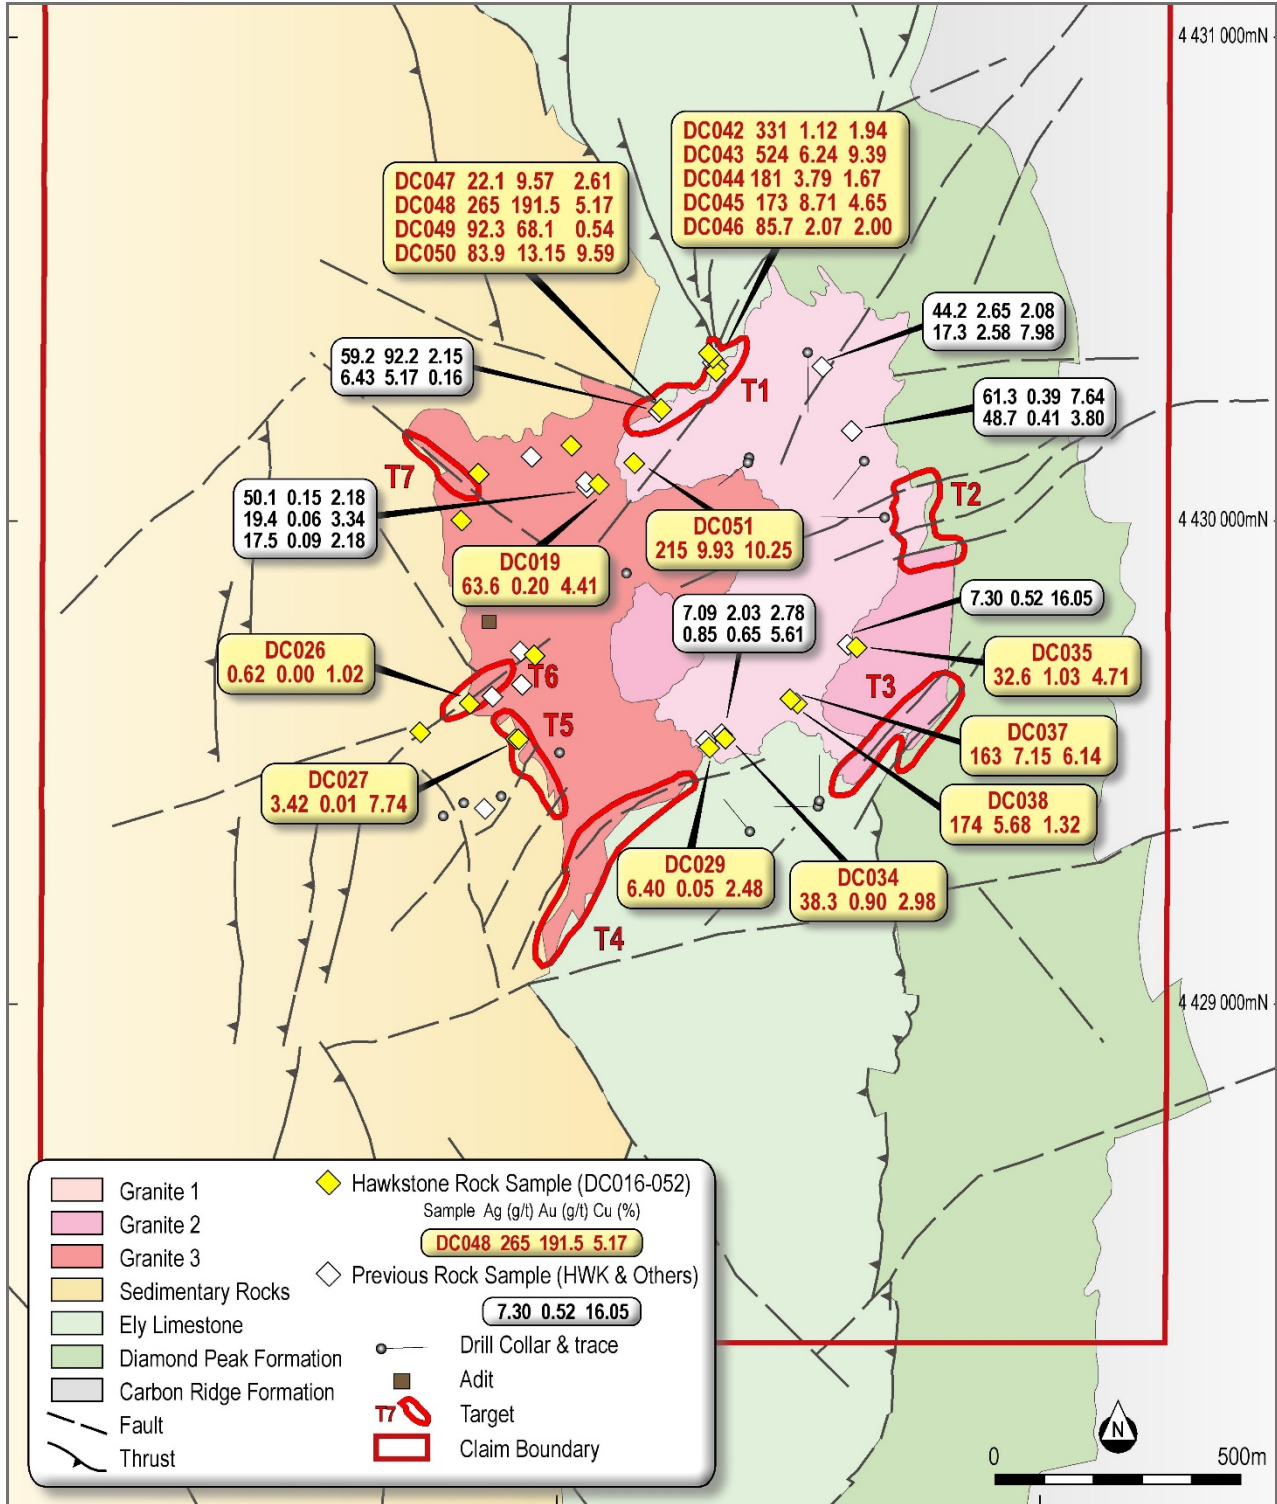 4 431 000mN
DC042 331 1.12 1.94
DC043 524 6.24 9.39
DC044 181 3.79 1.67
DC045 173 8.71 4.65
DC046 85.7 2.07 2.00
DC047 22.1 9.57 2.61
DC048 265 191.5 5.17
DC049 92.3 68.1 0.54
DC050 83.9 13.15 9.59
44.2 2.65 2.08
17.3 2.58 7.98
59.2 92.2 2.15
6.43 5.17 0.16
T1
61.3 0.39 7.64
48.7 0.41 3.80
T7
T2
50.1 0.15 2.18
19.4 0.06 3.34
17.5 0.09 2.18
4 430 000mN
DC051
215 9.93 10.25
DC019
63.6 0.20 4.41
7.30 0.52 16.05
7.09 2.03 2.78
0.85 0.65 5.61
DC026
0.62 0.00 1.02
DC035
32.6 1.03 4.71
T6
T3
T5
DC037
163 7.15 6.14
DC027
3.42 0.01 7.74
DC038
174 5.68 1.32
DC029
6.40 0.05 2.48
DC034
38.3 0.90 2.98
T4
4 429 000mN
Granite 1
Granite 2
Granite 3
Sedimentary Rocks
Ely Limestone
Diamond Peak Formation
Carbon Ridge Formation
Fault
Thrust
Hawkstone Rock Sample (DC016-052)
Sample Ag (g/t) Au (g/t) Cu (%)
DC048 265 191.5 5.17
Previous Rock Sample (HWK & Others)
7.30 0.52 16.05
Drill Collar & trace
Adit
T7 Target
Claim Boundary
N
0 500m